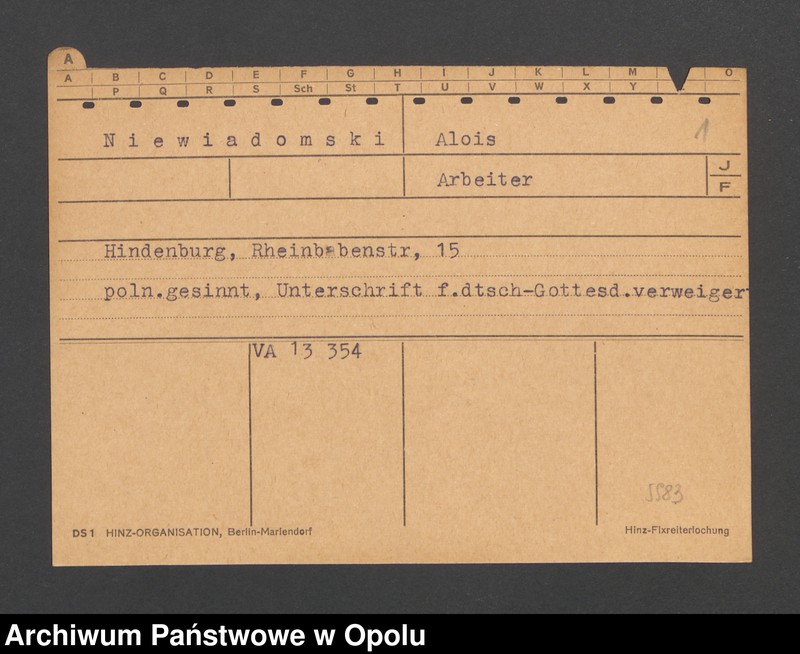 A
A B C D E F G H I J K L M O
P Q R S Sch St T U V W X Y
Niewiadomski Alois 1
Arbeiter J
F
Hindenburg, Rheinbabenstr, 15
poln.gesinnt, Unterschrift f.dtsch-Gottesd.verweiger
VA 13 354
5583
DS1 HINZ-ORGANISATION, Berlin-Mariendorf Hinz-Fixreiterlochung
Archiwum Państwowe w Opolu